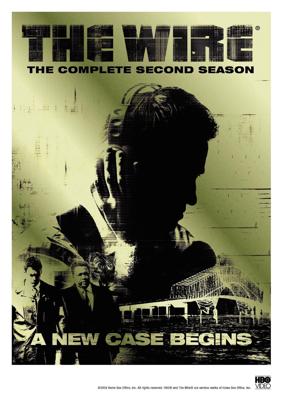 THE WIRE®
THE COMPLETE SECOND SEASON
A NEW CASE BEGINS
HBO
VIDEO